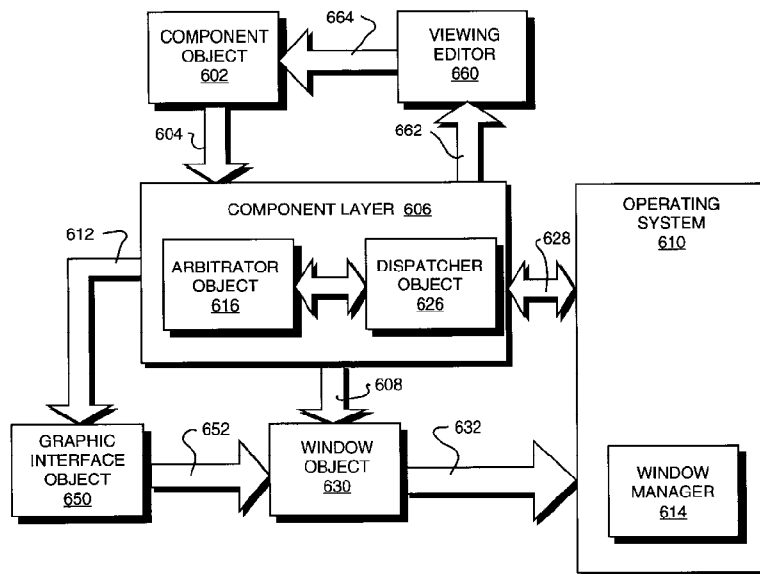 COMPONENT
OBJECT
602
664
VIEWING
EDITOR
660
604
662
COMPONENT LAYER 606
OPERATING
SYSTEM
610
612
628
ARBITRATOR
OBJECT
616
DISPATCHER
OBJECT
626
608
GRAPHIC
INTERFACE
OBJECT
650
652
WINDOW
OBJECT
630
632
WINDOW
MANAGER
614